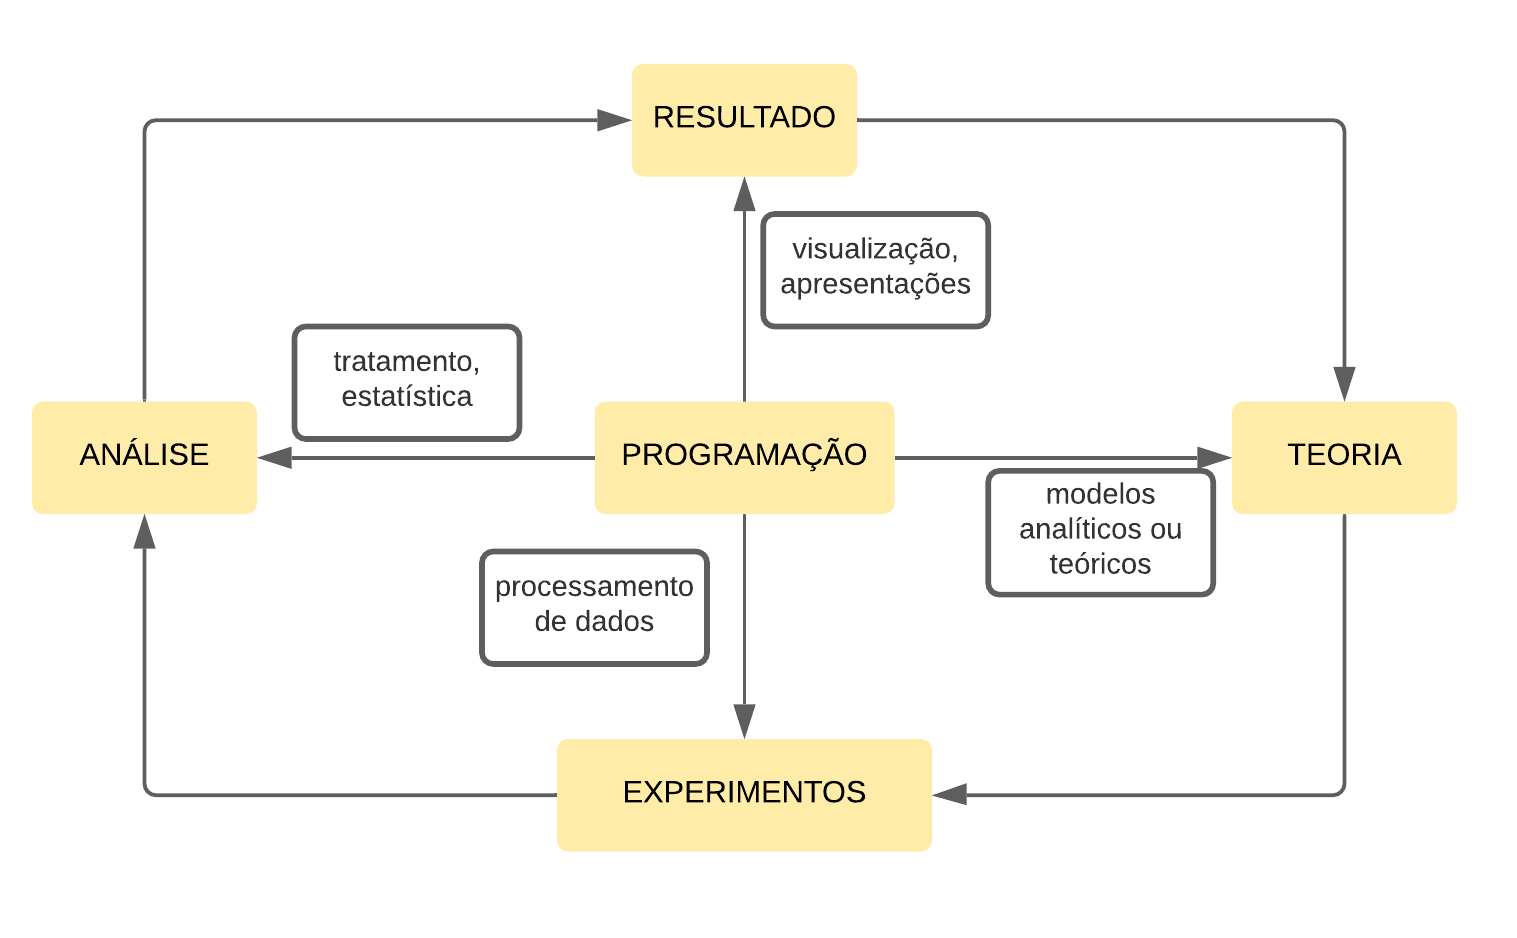 RESULTADO
visualização,
apresentações
tratamento,
estatística
ANÁLISE
PROGRAMAÇÃO
TEORIA
modelos
analíticos ou
teóricos
processamento
de dados
EXPERIMENTOS